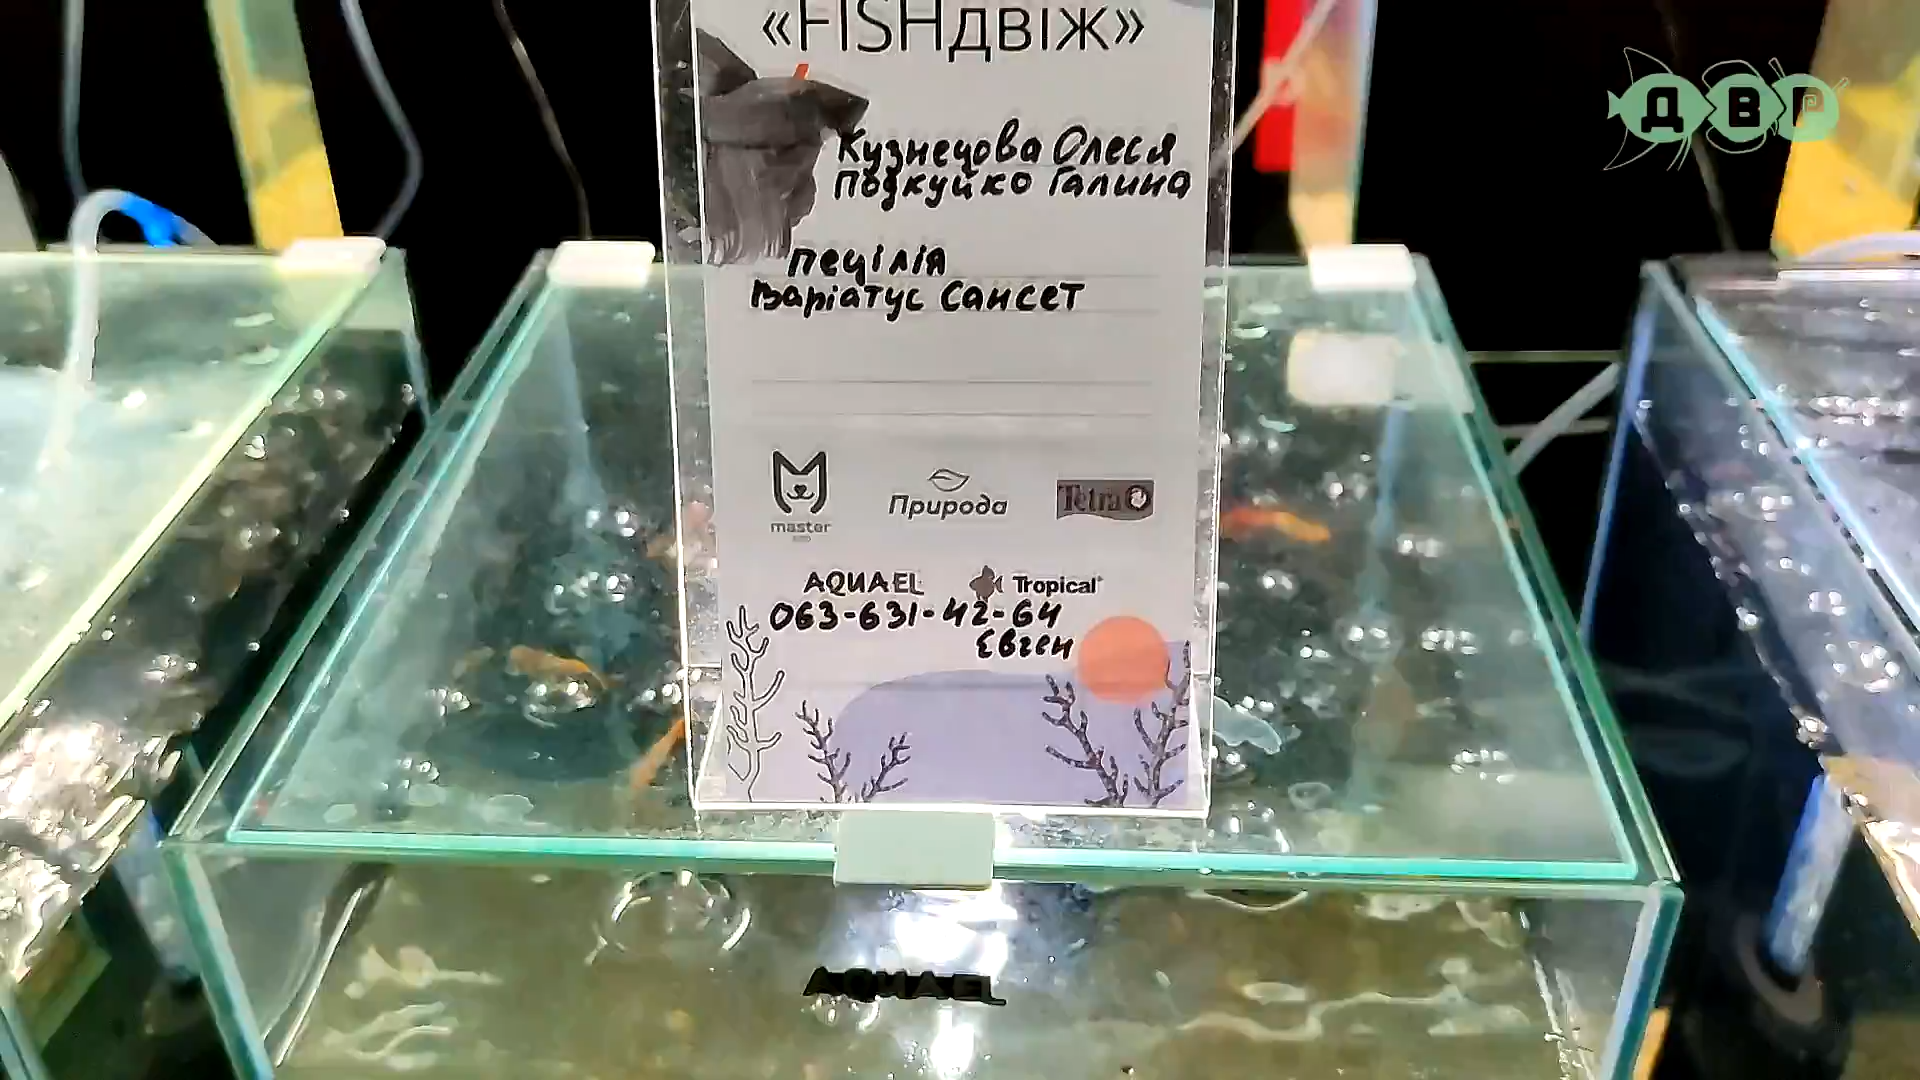 «FISHдвіж»
ДВР
Кузнецова Олеся
Подкуйко Галина
пецілія
Варіатус Сансет
master
Природа
Tetra
AQUAEL
Tropical
063-631-42-64
Євген
AQUAEL